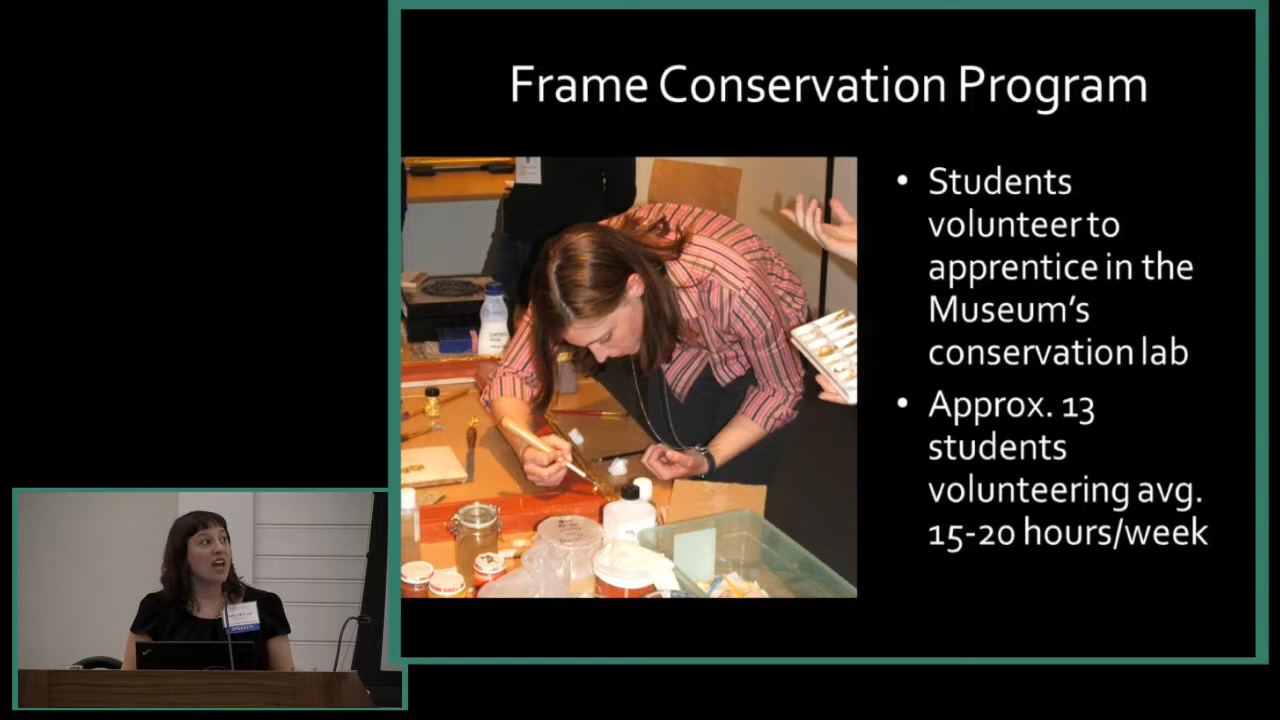 Frame Conservation Program
• Students
volunteer to
apprentice in the
Museum’s
conservation lab
• Approx. 13
students
volunteering avg.
15-20 hours/week
SPEAKER